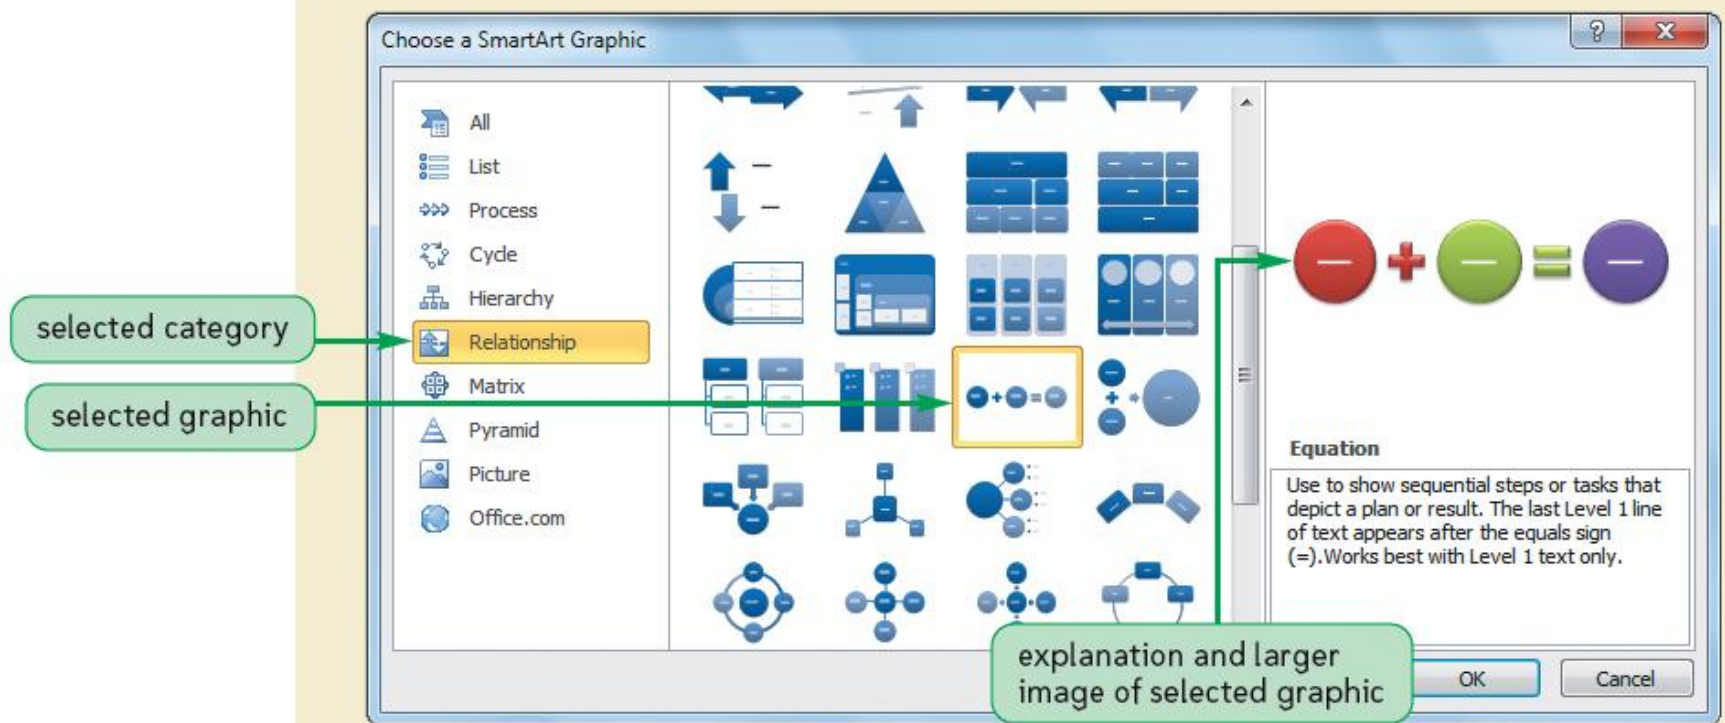 Choose a SmartArt Graphic
All
List
Process
Cycle
Hierarchy
Relationship
Matrix
Pyramid
Picture
Office.com
selected category
selected graphic
Equation
Use to show sequential steps or tasks that
depict a plan or result. The last Level 1 line
of text appears after the equals sign
(=).Works best with Level 1 text only.
explanation and larger
image of selected graphic
OK
Cancel